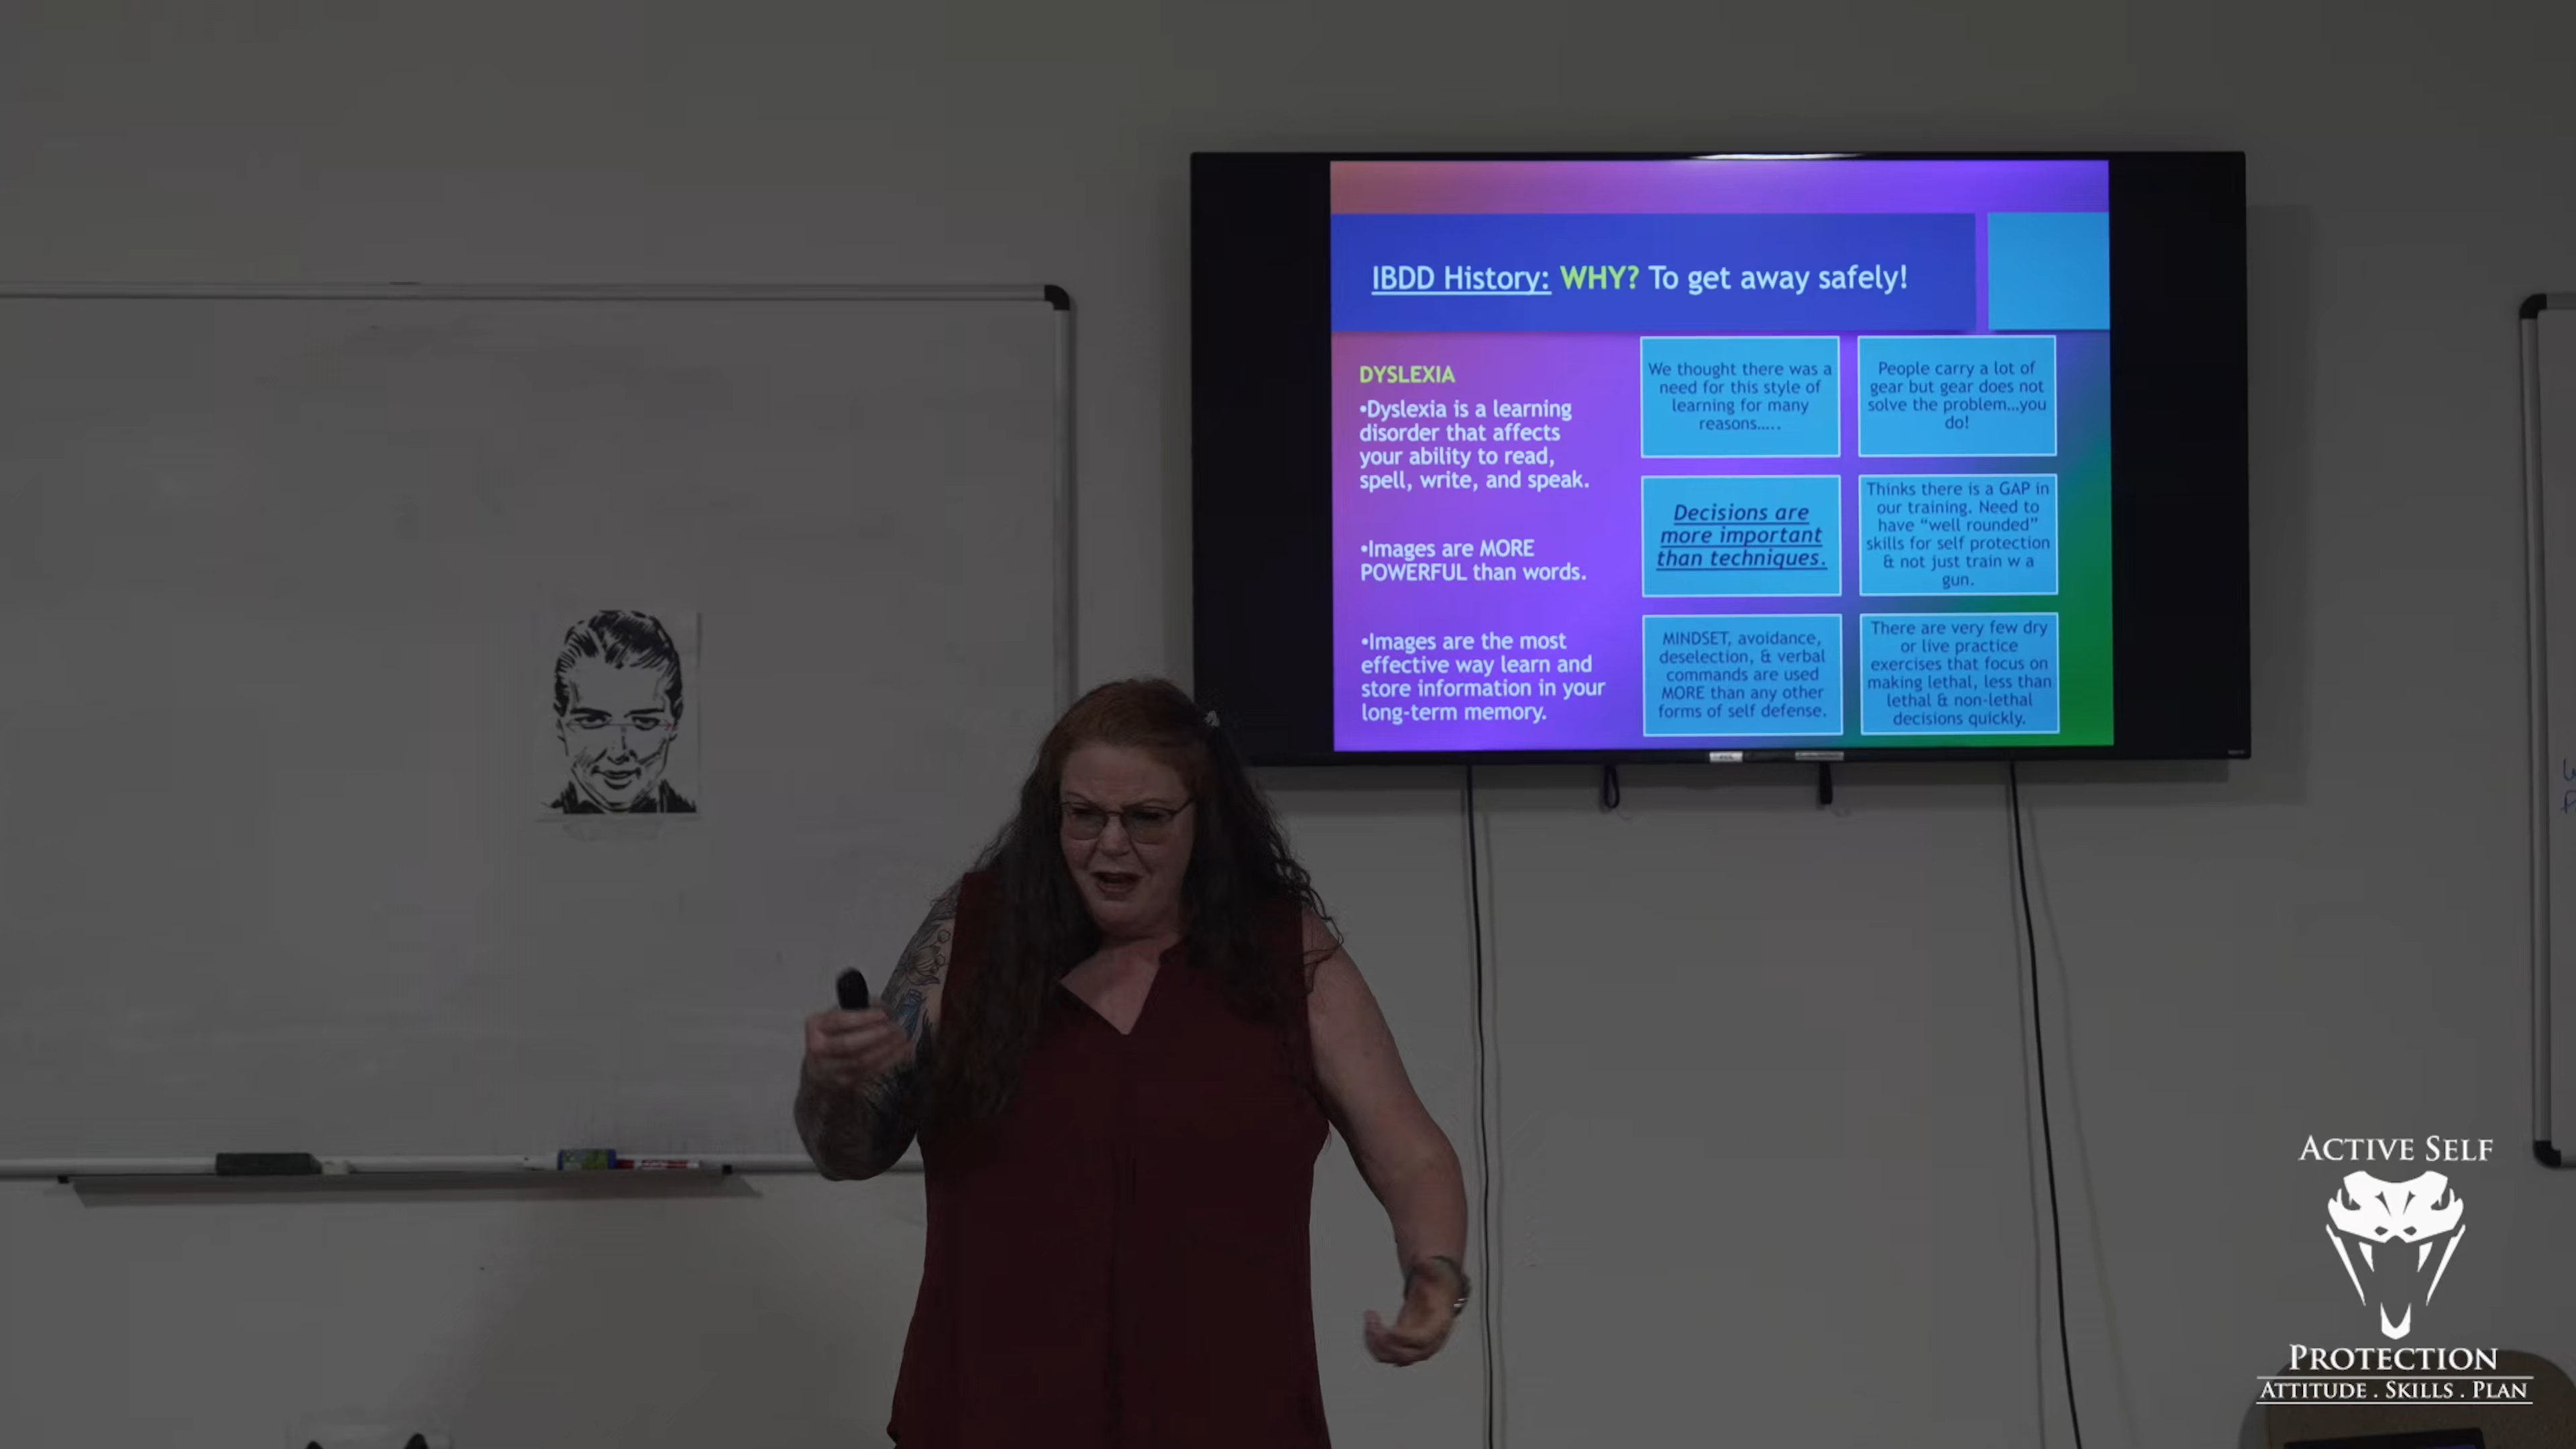 IBDD History: WHY? To get away safely!
DYSLEXIA
•Dyslexia is a learning
disorder that affects
your ability to read,
spell, write, and speak.
•Images are MORE
POWERFUL than words.
•Images are the most
effective way learn and
store information in your
long-term memory.
We thought there was a
need for this style of
learning for many
reasons…..
People carry a lot of
gear but gear does not
solve the problem…you
do!
Decisions are
more important
than techniques.
Thinks there is a GAP in
our training. Need to
have “well rounded”
skills for self protection
& not just train w a
gun.
MINDSET, avoidance,
deselection, & verbal
commands are used
MORE than any other
forms of self defense.
There are very few dry
or live practice
exercises that focus on
making lethal, less than
lethal & non-lethal
decisions quickly.
ACTIVE SELF
PROTECTION
ATTITUDE . SKILLS . PLAN